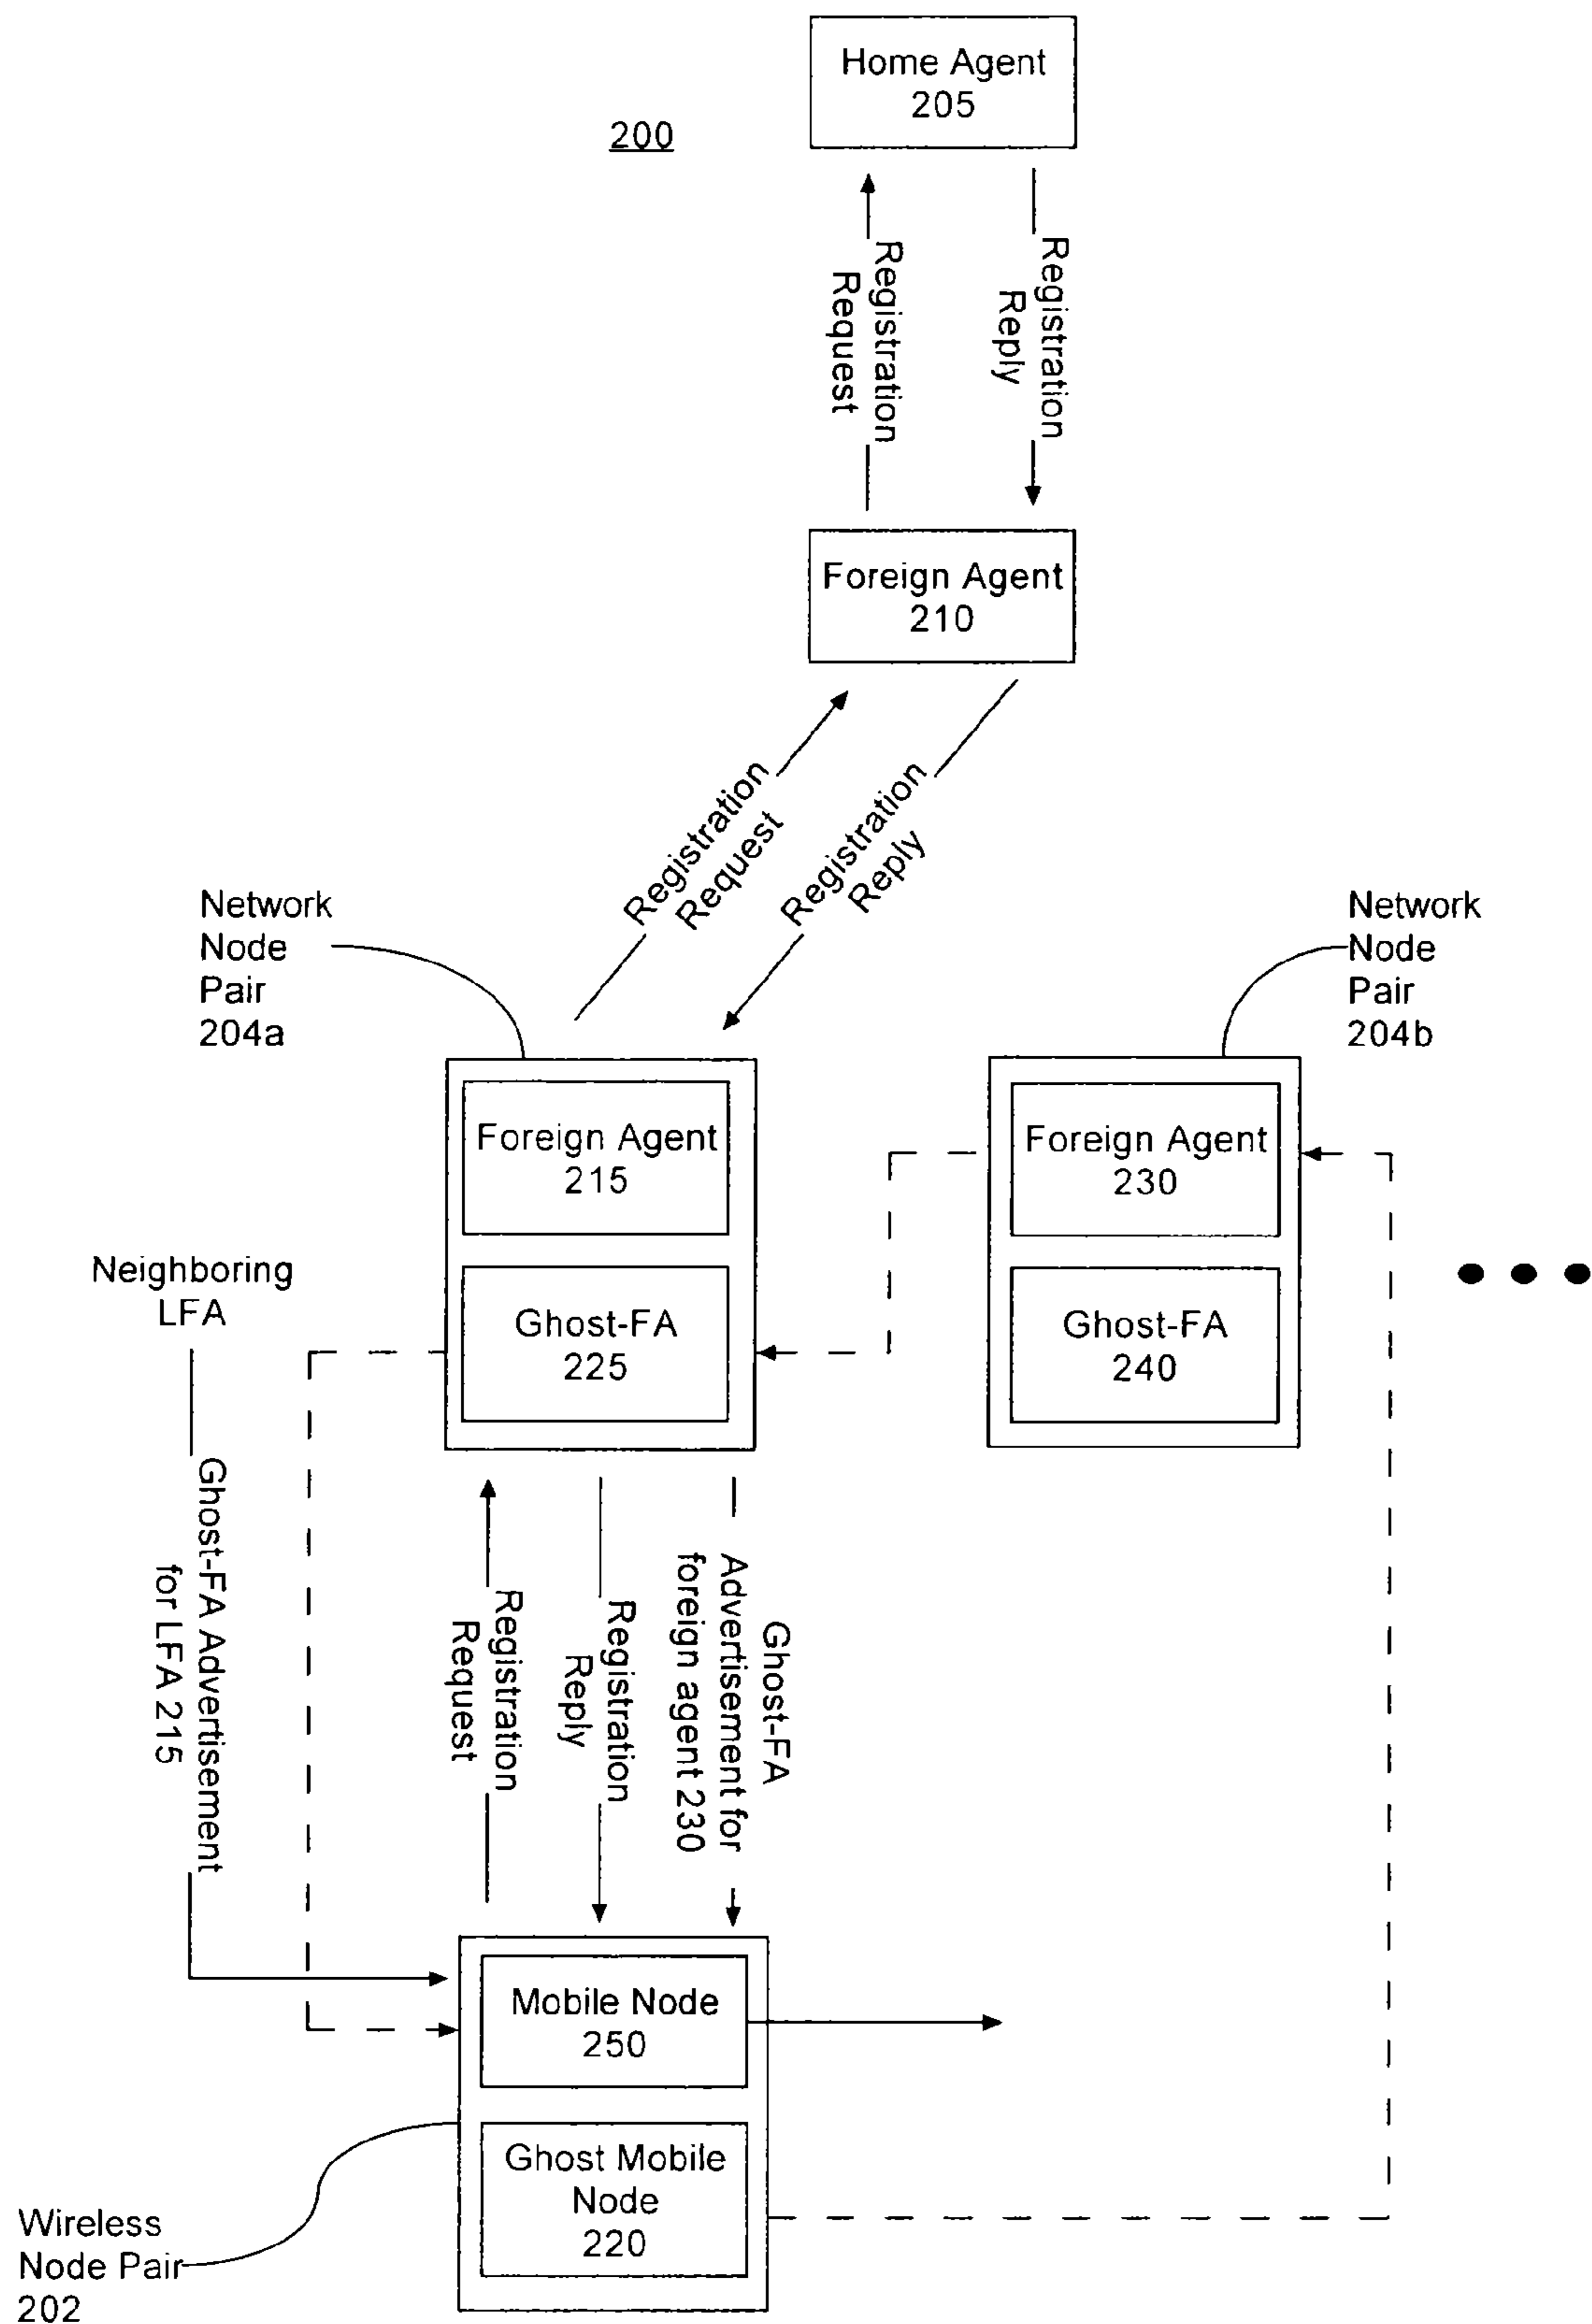 Home Agent
205
200
Registration
Request
Registration
Reply
Foreign Agent
210
Registration
Request
Registration
Reply
Network
Node
Pair
204a
Network
Node
Pair
204b
Foreign Agent
215
Foreign Agent
230
Neighboring
LFA
Ghost-FA
225
Ghost-FA
240
Ghost-FA Advertisement
for LFA 215
Registration
Request
Registration
Reply
Ghost-FA
Advertisement for
foreign agent 230
Mobile Node
250
Ghost Mobile
Node
220
Wireless
Node Pair
202